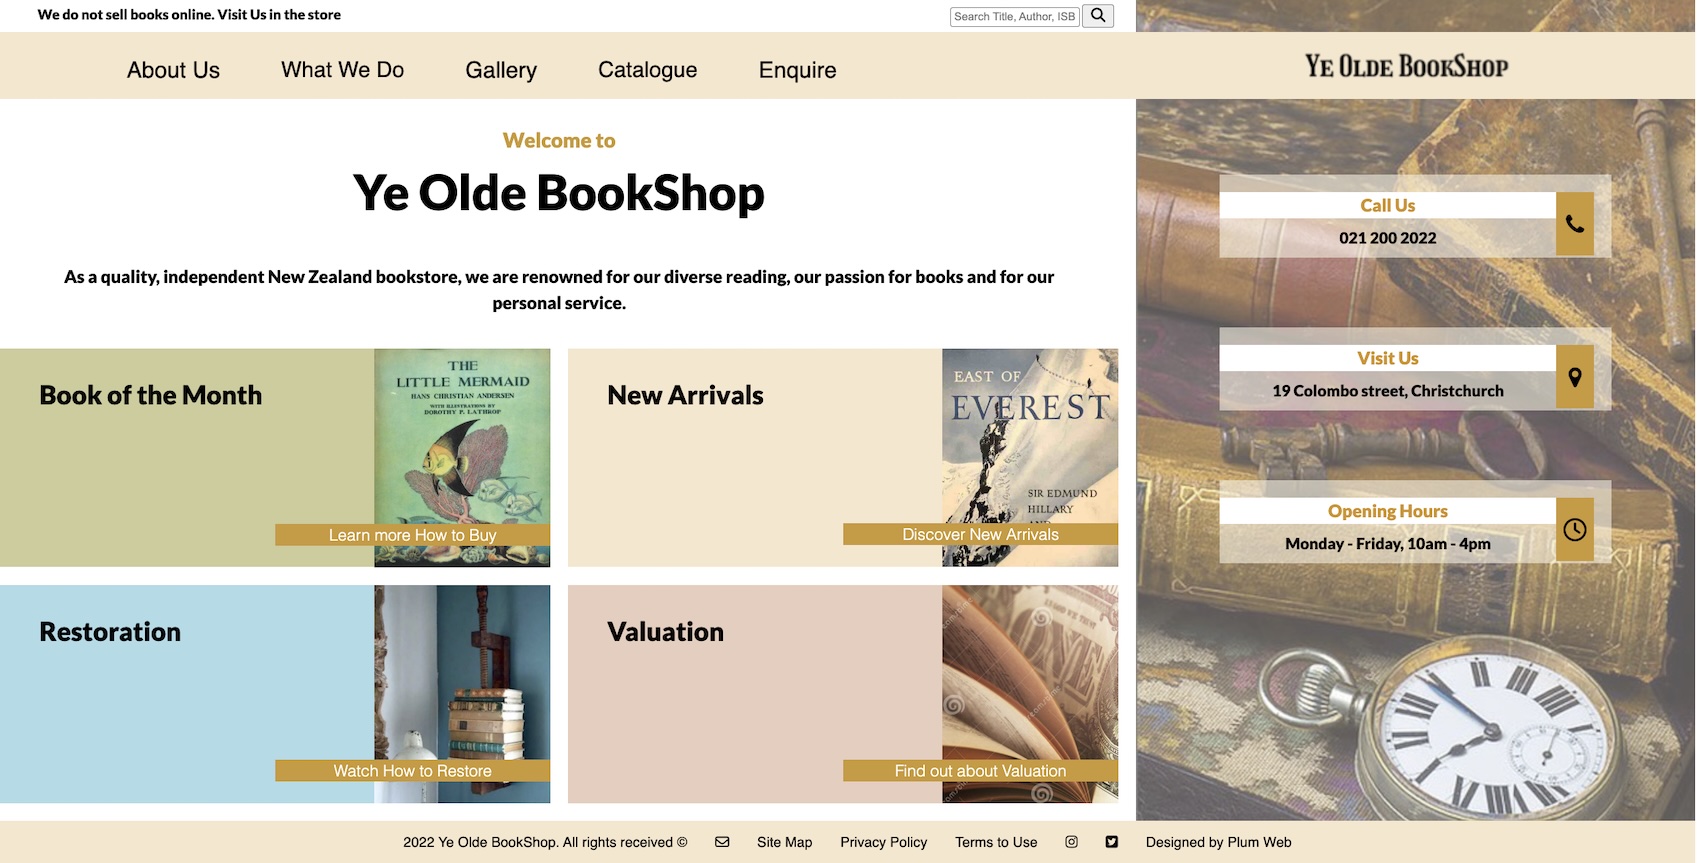 We do not sell books online. Visit Us in the store
Search Title, Author, ISB
About Us
What We Do
Gallery
Catalogue
Enquire
YE OLDE BOOKSHOP
Welcome to
Ye Olde BookShop
As a quality, independent New Zealand bookstore, we are renowned for our diverse reading, our passion for books and for our
personal service.
Call Us
021 200 2022
Visit Us
19 Colombo street, Christchurch
Opening Hours
Monday - Friday, 10am - 4pm
Book of the Month
THE
LITTLE MERMAID
HANS CHRISTIAN ANDERSEN
WITH ILLUSTRATIONS BY
DOROTHY P. LATHROP
Learn more How to Buy
New Arrivals
EAST OF
EVEREST
SIR EDMUND
HILLARY
Discover New Arrivals
Restoration
Watch How to Restore
Valuation
Find out about Valuation
2022 Ye Olde BookShop. All rights received ©
Site Map
Privacy Policy
Terms to Use
Designed by Plum Web